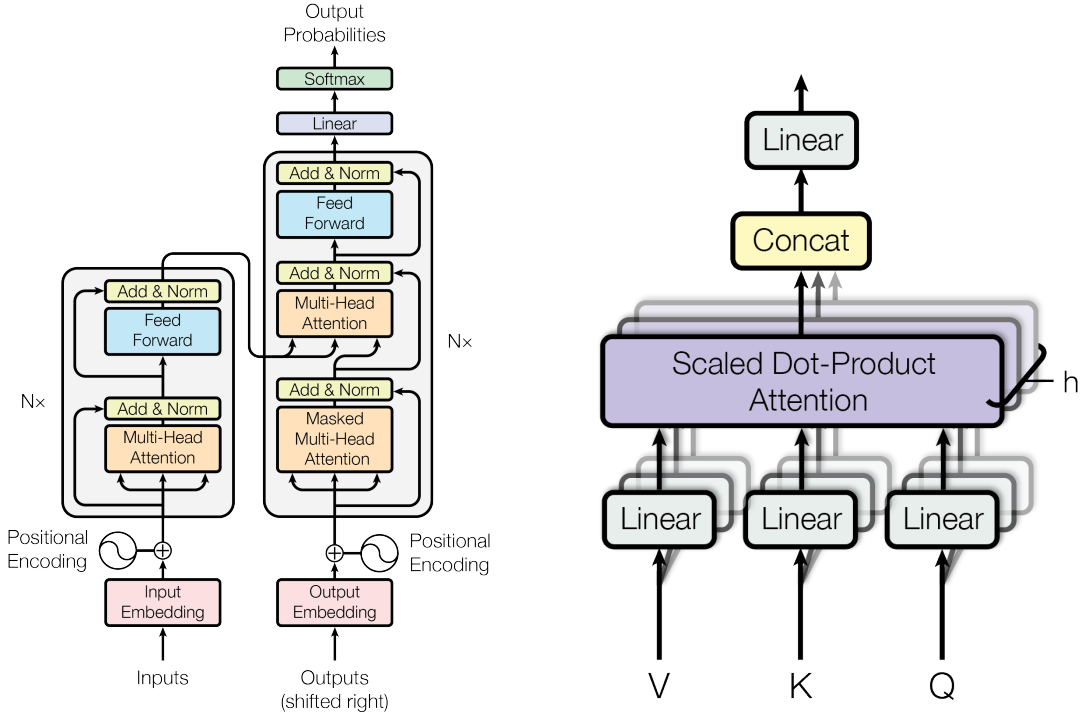 Output
Probabilities
Softmax
Linear
Add & Norm
Feed
Forward
Add & Norm
Multi-Head
Attention
Add & Norm
Masked
Multi-Head
Attention
Nx
Add & Norm
Feed
Forward
Add & Norm
Multi-Head
Attention
Nx
Positional
Encoding
Positional
Encoding
Input
Embedding
Output
Embedding
Inputs
Outputs
(shifted right)
Linear
Concat
Scaled Dot-Product
Attention
h
Linear
Linear
Linear
V
K
Q